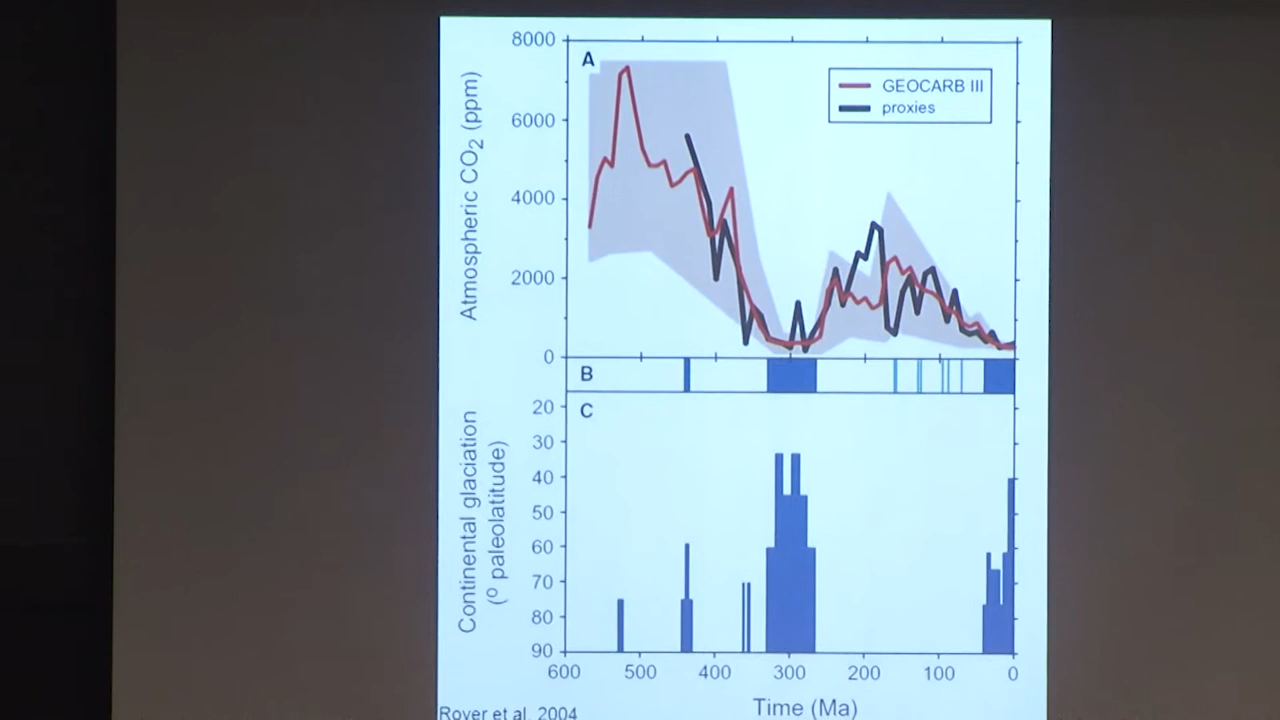 8000
6000
4000
2000
0
Atmospheric CO2 (ppm)
A
GEOCARB III
proxies
B
C
20
30
40
50
60
70
80
90
Continental glaciation
(º paleolatitude)
600 500 400 300 200 100 0
Time (Ma)
Royer et al. 2004